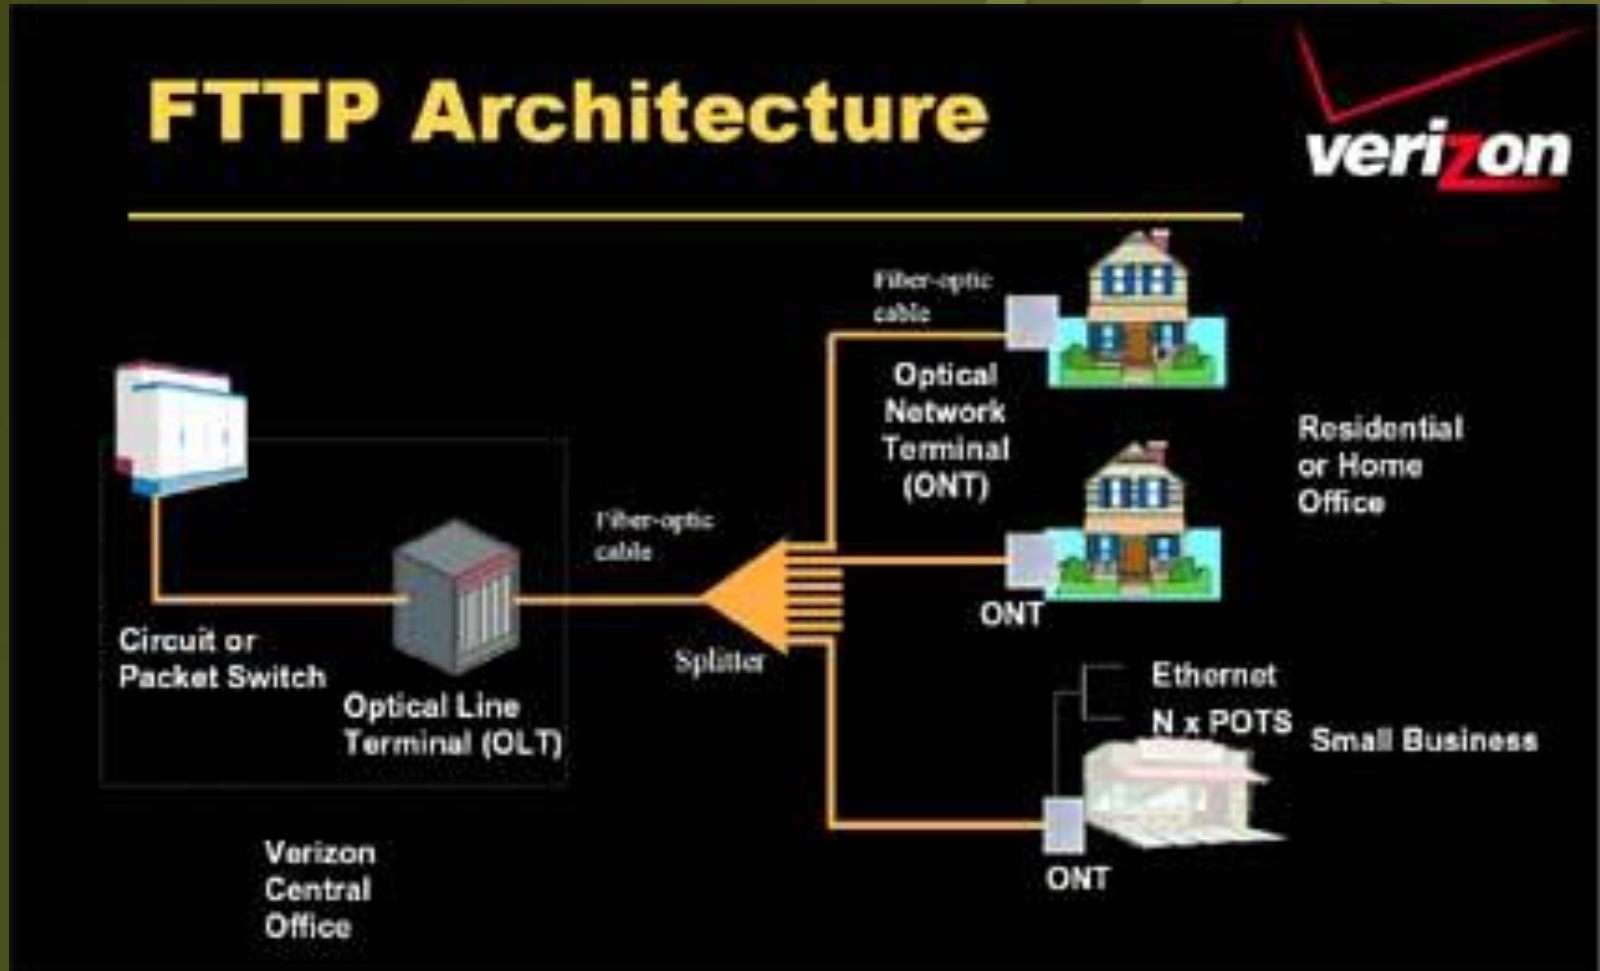 FTTP Architecture
verizon
Fiber-optic
cable
Optical
Network
Terminal
(ONT)
Residential
or Home
Office
Fiber-optic
cable
ONT
Circuit or
Packet Switch
Splitter
Optical Line
Terminal (OLT)
Ethernet
N x POTS
Small Business
Verizon
Central
Office
ONT